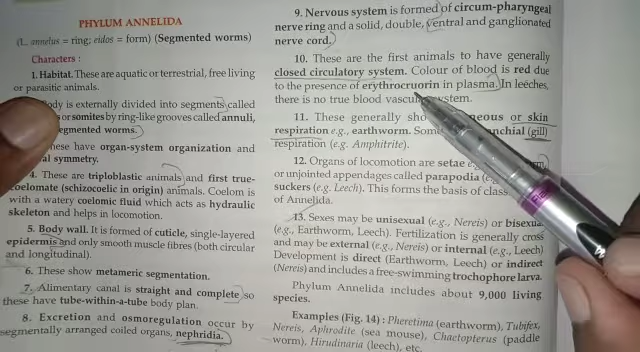 PHYLUM ANNELIDA
(L. annelus = ring; eidos = form) (Segmented worms)
Characters :
1. Habitat. These are aquatic or terrestrial, free living
or parasitic animals.
Body is externally divided into segments called
or somites by ring-like grooves called annuli,
segmented worms.)
These have organ-system organization and
symmetry.
4. These are triploblastic animals and first true-
coelomate (schizocoelic in origin) animals. Coelom is
with a watery coelomic fluid which acts as hydraulic
skeleton and helps in locomotion.
5. Body wall. It is formed of cuticle, single-layered
epidermis and only smooth muscle fibres (both circular
and longitudinal).
6. These show metameric segmentation.
7. Alimentary canal is straight and complete, so
these have tube-within-a-tube body plan.
8. Excretion and osmoregulation occur by
segmentally arranged coiled organs, nephridia.
9. Nervous system is formed of circum-pharyngeal
nerve ring and a solid, double, ventral and ganglionated
nerve cord.
10. These are the first animals to have generally
closed circulatory system. Colour of blood is red due
to the presence of erythrocruorin in plasma. In leeches,
there is no true blood system.
11. These generally or skin
respiration e.g., earthworm. (gill)
respiration (e.g. Amphitrite).
12. Organs of locomotion are setae
or unjointed appendages called parapodia
suckers (e.g. Leech). This forms the basis of
of Annelida.
13. Sexes may be unisexual (e.g., Nereis) or
(e.g., Earthworm, Leech). Fertilization is generally cross
and may be external (e.g., Nereis) or internal (e.g., Leech)
Development is direct (Earthworm, Leech) or indirect
(Nereis) and includes a free-swimming trochophore larva.
Phylum Annelida includes about 9,000 living
species.
Examples (Fig. 14) : Pheretima (earthworm), Tubifex,
Nereis, Aphrodite (sea mouse), Chaetopterus (paddle
worm), Hirudinaria (leech), etc.